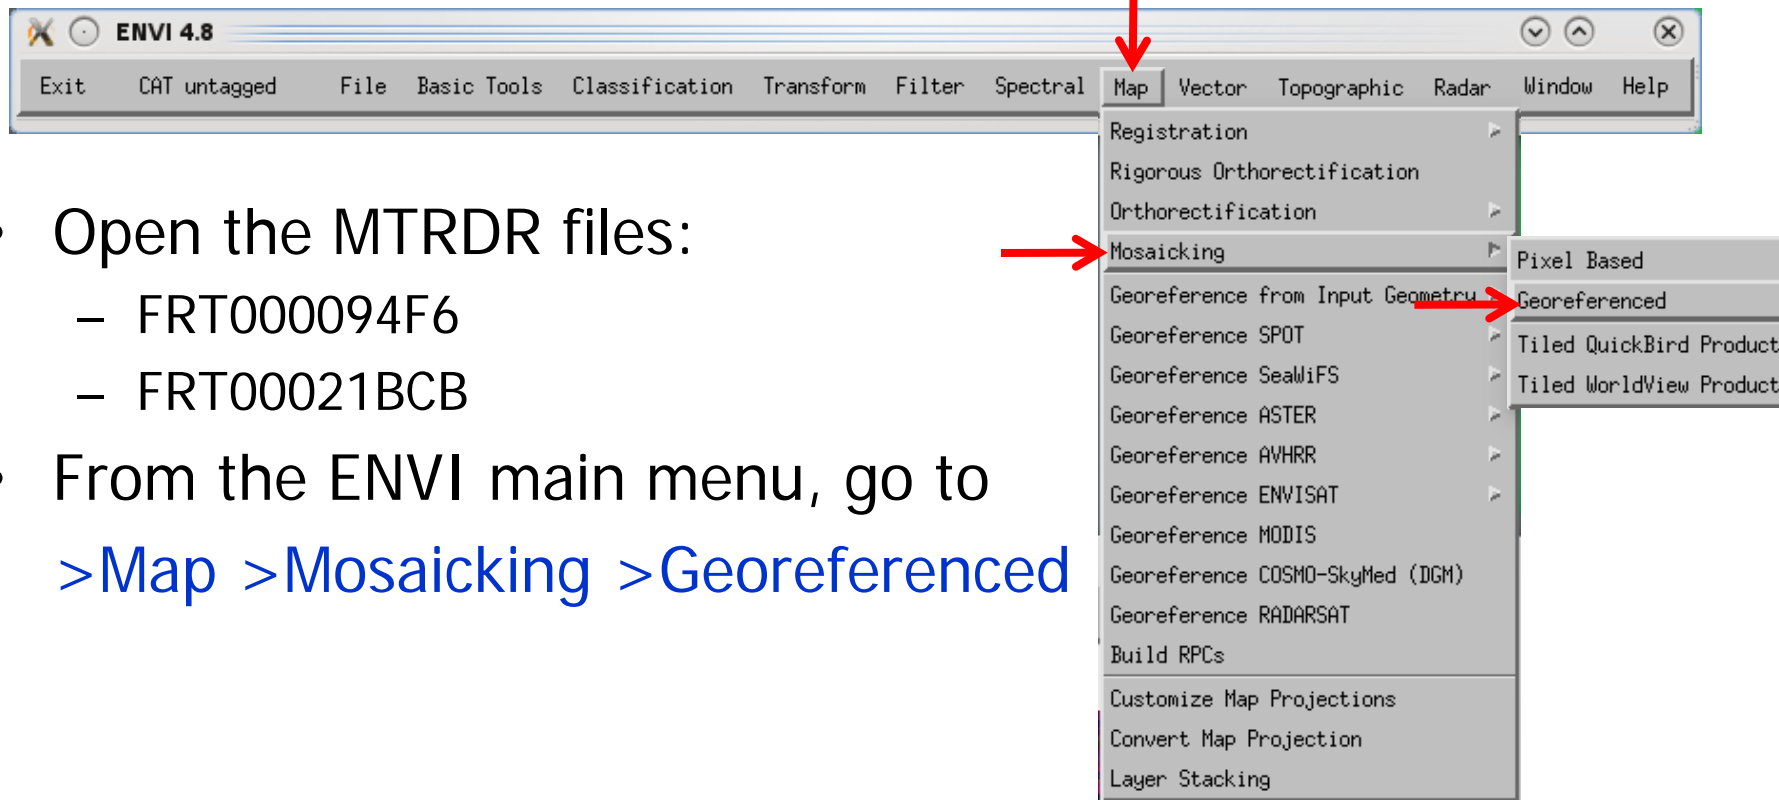 ENVI 4.8
Exit CAT untagged File Basic Tools Classification Transform Filter Spectral Map Vector Topographic Radar Window Help
• Open the MTRDR files:
– FRT000094F6
– FRT00021BCB
• From the ENVI main menu, go to
>Map >Mosaicking >Georeferenced
Registration
Rigorous Orthorectification
Orthorectification
Mosaicking
Georeference from Input Geometry
Georeference SPOT
Georeference SeaWiFS
Georeference ASTER
Georeference AVHRR
Georeference ENVISAT
Georeference MODIS
Georeference COSMO-SkyMed (DGM)
Georeference RADARSAT
Build RPCs
Customize Map Projections
Convert Map Projection
Layer Stacking
Pixel Based
Georeferenced
Tiled QuickBird Product
Tiled WorldView Product